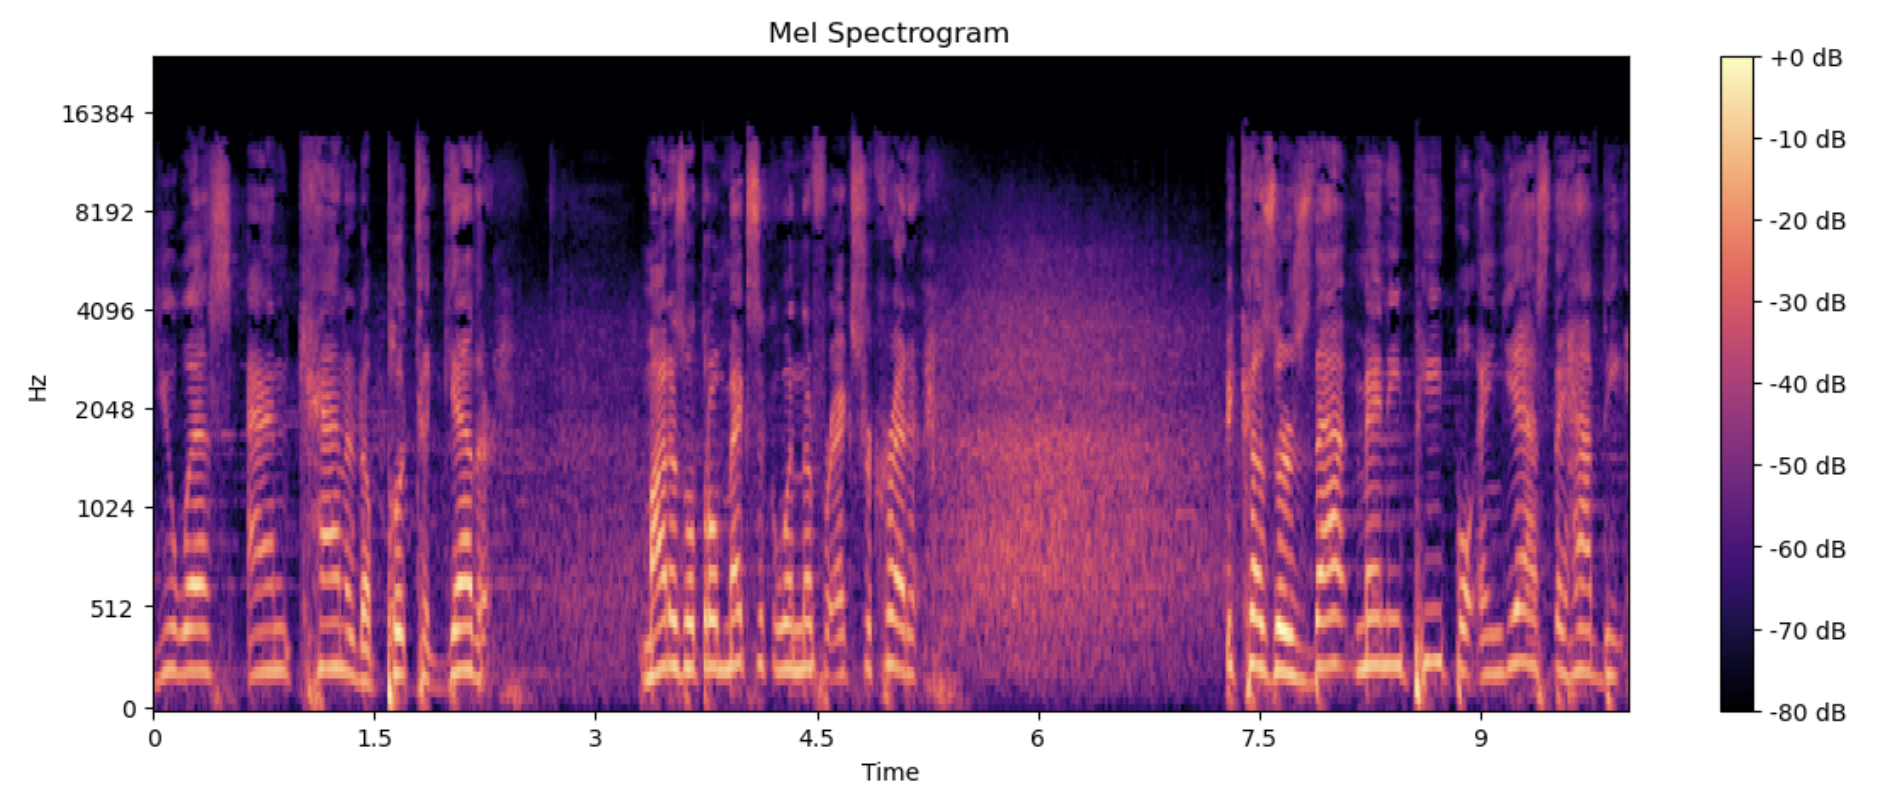 Mel Spectrogram
Hz
16384
8192
4096
2048
1024
512
0
0 1.5 3 4.5 6 7.5 9
Time
+0 dB
-10 dB
-20 dB
-30 dB
-40 dB
-50 dB
-60 dB
-70 dB
-80 dB